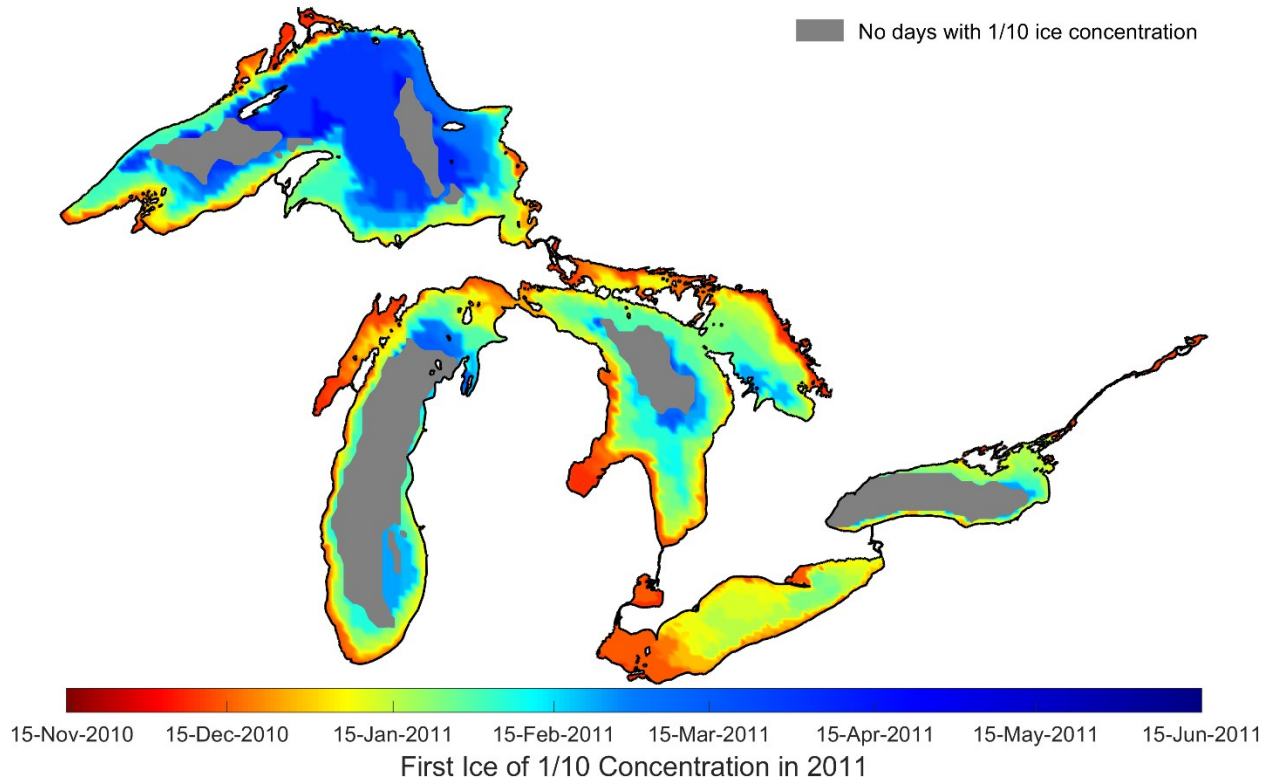 No days with 1/10 ice concentration
15-Nov-2010 15-Dec-2010 15-Jan-2011 15-Feb-2011 15-Mar-2011 15-Apr-2011 15-May-2011 15-Jun-2011
First Ice of 1/10 Concentration in 2011